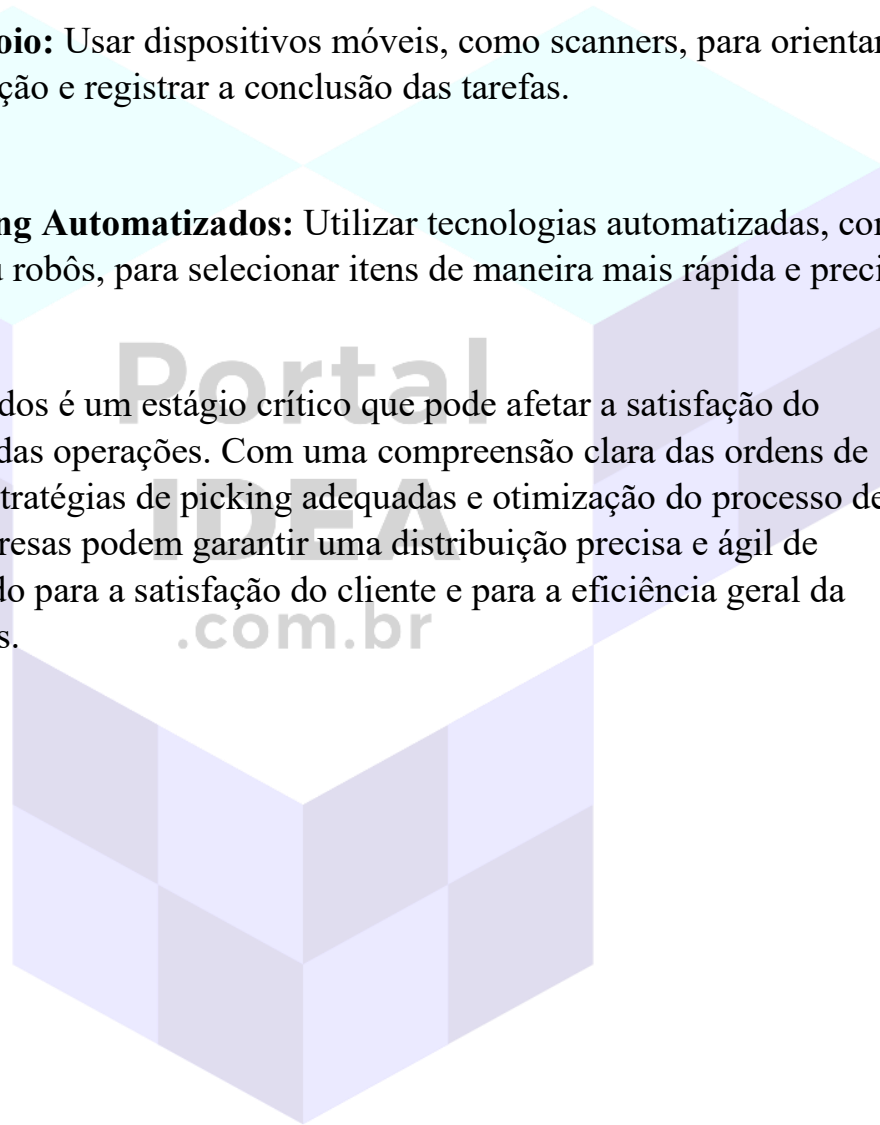 oio: Usar dispositivos móveis, como scanners, para orientar
ção e registrar a conclusão das tarefas.
ng Automatizados: Utilizar tecnologias automatizadas, com
u robôs, para selecionar itens de maneira mais rápida e preci
Portal
dos é um estágio crítico que pode afetar a satisfação do
das operações. Com uma compreensão clara das ordens de
tratégias de picking adequadas e otimização do processo de
IDEA
resas podem garantir uma distribuição precisa e ágil de
do para a satisfação do cliente e para a eficiência geral da
.com.br
s.